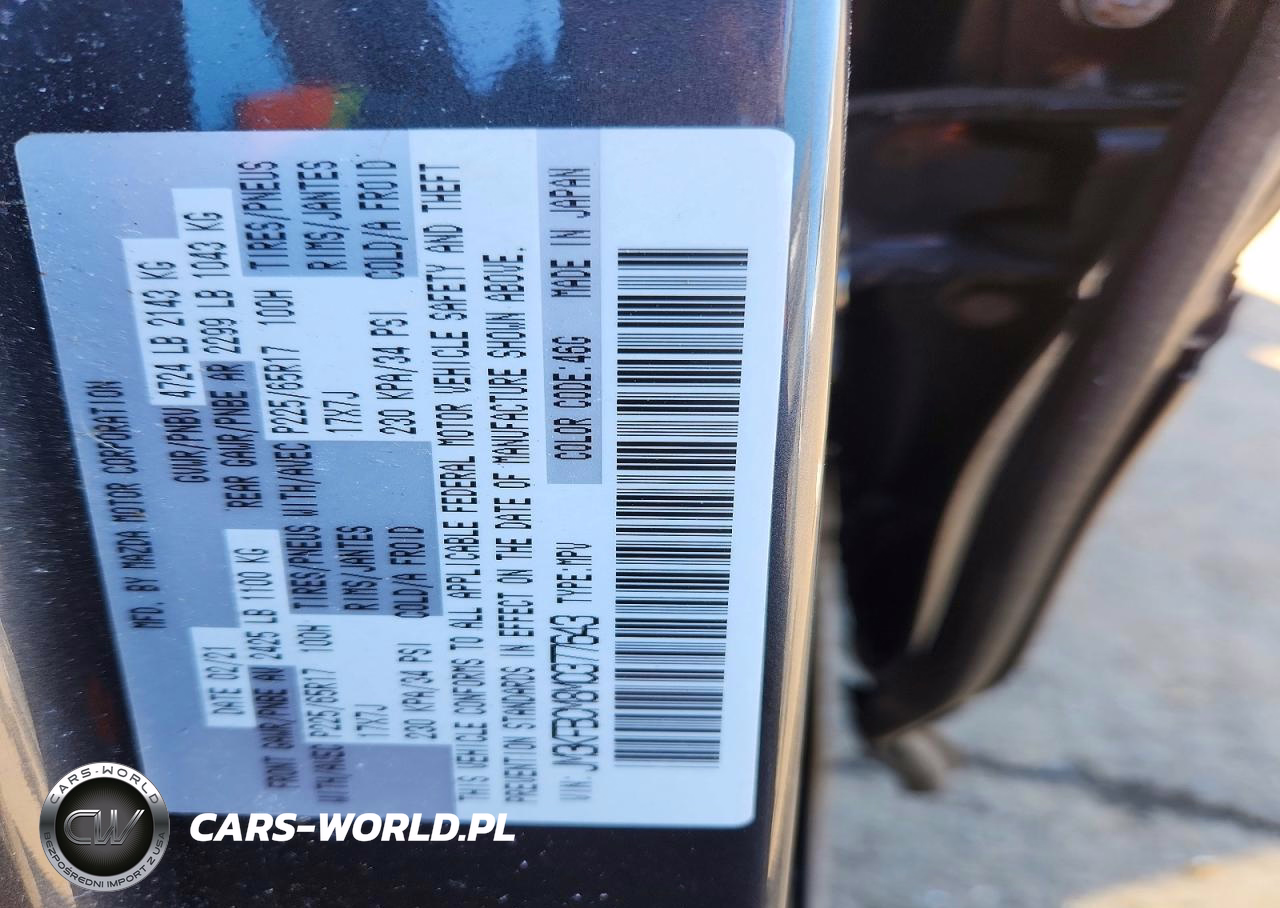 MFD. BY MAZDA MOTOR CORPORATION
DATE 02/21 GVWR/PNBV 4724 LB 2143 KG
FRONT GAWR/PNBE AV 2425 LB 1100 KG REAR GAWR/PNBE AR 2299 LB 1043 KG
WITH/AVEC TIRES/PNEUS WITH/AVEC TIRES/PNEUS
P225/65R17 100H P225/65R17 100H
17X7J RIMS/JANTES 17X7J RIMS/JANTES
230 KPA/34 PSI COLD/A FROID 230 KPA/34 PSI COLD/A FROID
THIS VEHICLE CONFORMS TO ALL APPLICABLE FEDERAL MOTOR VEHICLE SAFETY AND THEFT
PREVENTION STANDARDS IN EFFECT ON THE DATE OF MANUFACTURE SHOWN ABOVE.
COLOR CODE:46G MADE IN JAPAN
VIN: TYPE:MPV
CARS-WORLD
CW
BEZPOŚREDNI IMPORT Z USA
CARS-WORLD.PL